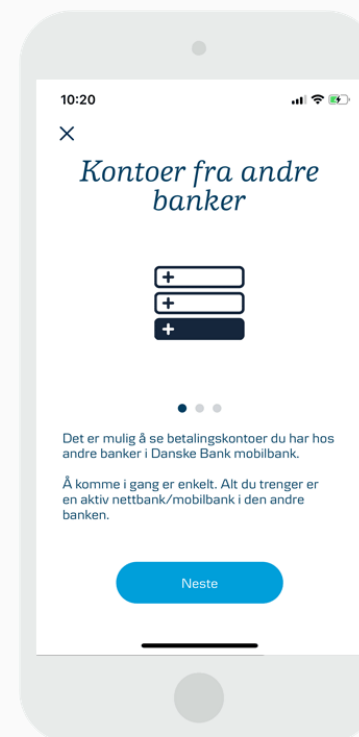 10:20
Kontoer fra andre
banker
Det er mulig å se betalingskontoer du har hos
andre banker i Danske Bank mobilbank.
Å komme i gang er enkelt. Alt du trenger er
en aktiv nettbank/mobilbank i den andre
banken.
Neste